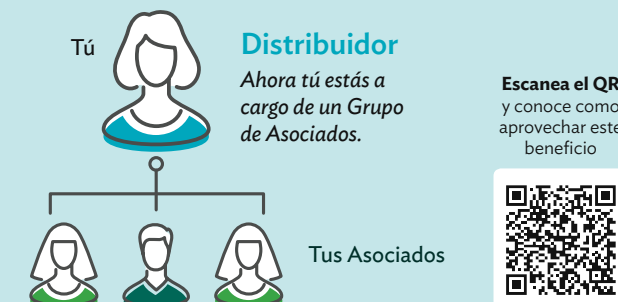 Tú
Distribuidor
Ahora tú estás a
cargo de un Grupo
de Asociados.
Escanea el QR
y conoce como
aprovechar este
beneficio
Tus Asociados